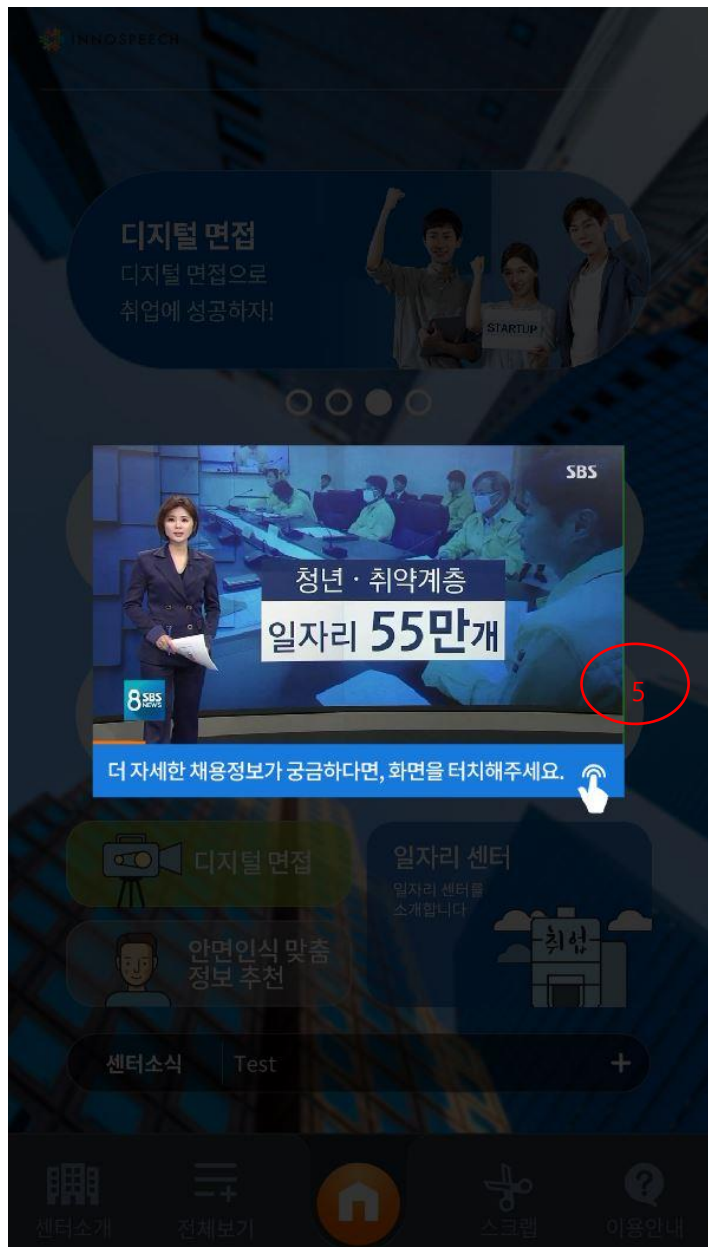 INNOSPEECH
디지털 면접
디지털 면접으로
취업에 성공하자!
STARTUP
SBS
청년 · 취약계층
일자리 55만개
5
8 SBS NEWS
더 자세한 채용정보가 궁금하다면, 화면을 터치해주세요.
디지털 면접
일자리 센터
일자리 센터를
소개합니다
취업
안면인식 맞춤
정보 추천
센터소식 Test +
센터소개 전체보기 스크랩 이용안내